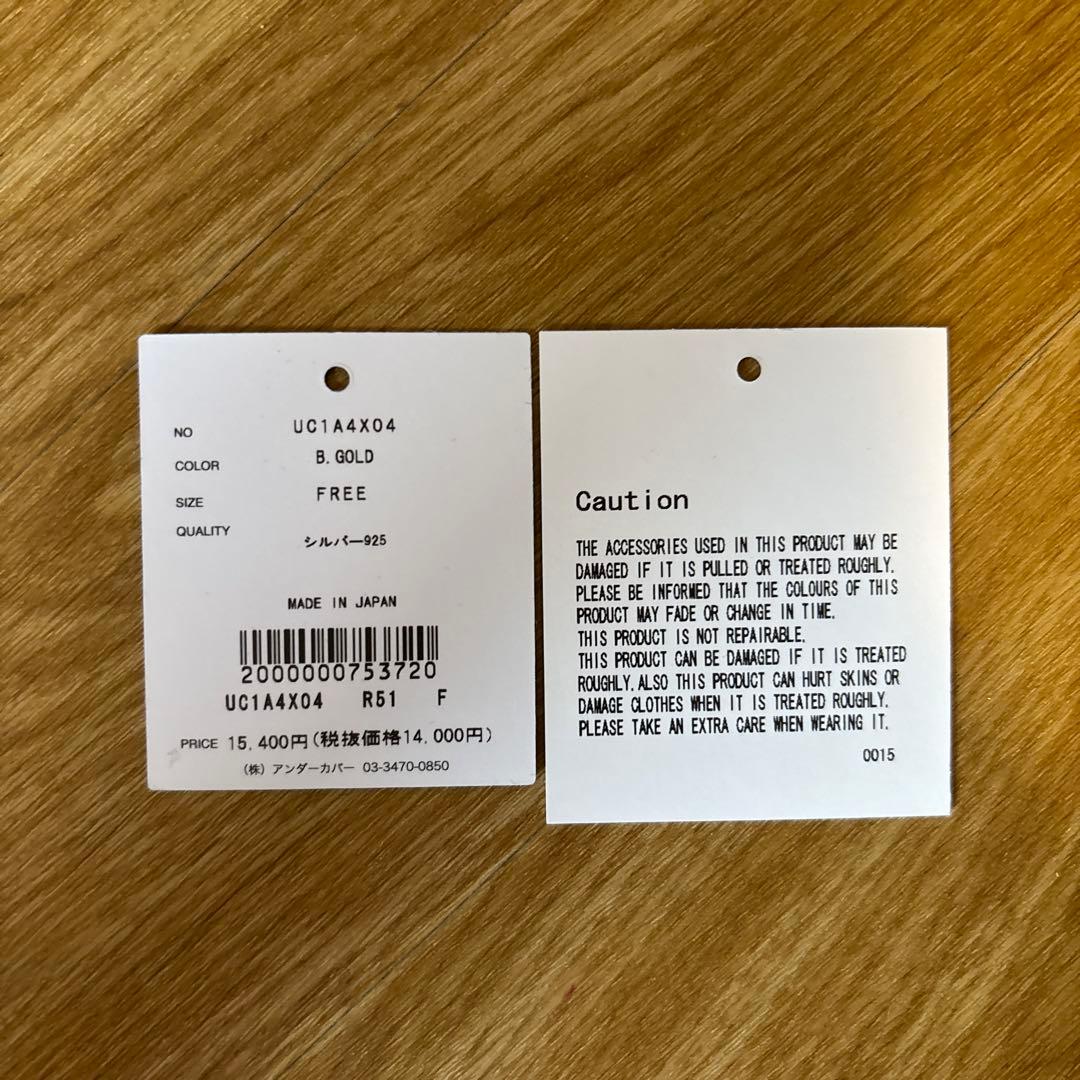 NO UC1A4X04
COLOR B.GOLD
SIZE FREE
QUALITY
シルバー925
MADE IN JAPAN
2000000753720
UC1A4X04 R51 F
PRICE 15,400円(税抜価格14,000円)
(株) アンダーカバー 03-3470-0850
Caution
THE ACCESSORIES USED IN THIS PRODUCT MAY BE
DAMAGED IF IT IS PULLED OR TREATED ROUGHLY.
PLEASE BE INFORMED THAT THE COLOURS OF THIS
PRODUCT MAY FADE OR CHANGE IN TIME.
THIS PRODUCT IS NOT REPAIRABLE.
THIS PRODUCT CAN BE DAMAGED IF IT IS TREATED
ROUGHLY. ALSO THIS PRODUCT CAN HURT SKINS OR
DAMAGE CLOTHES WHEN IT IS TREATED ROUGHLY.
PLEASE TAKE AN EXTRA CARE WHEN WEARING IT.
0015